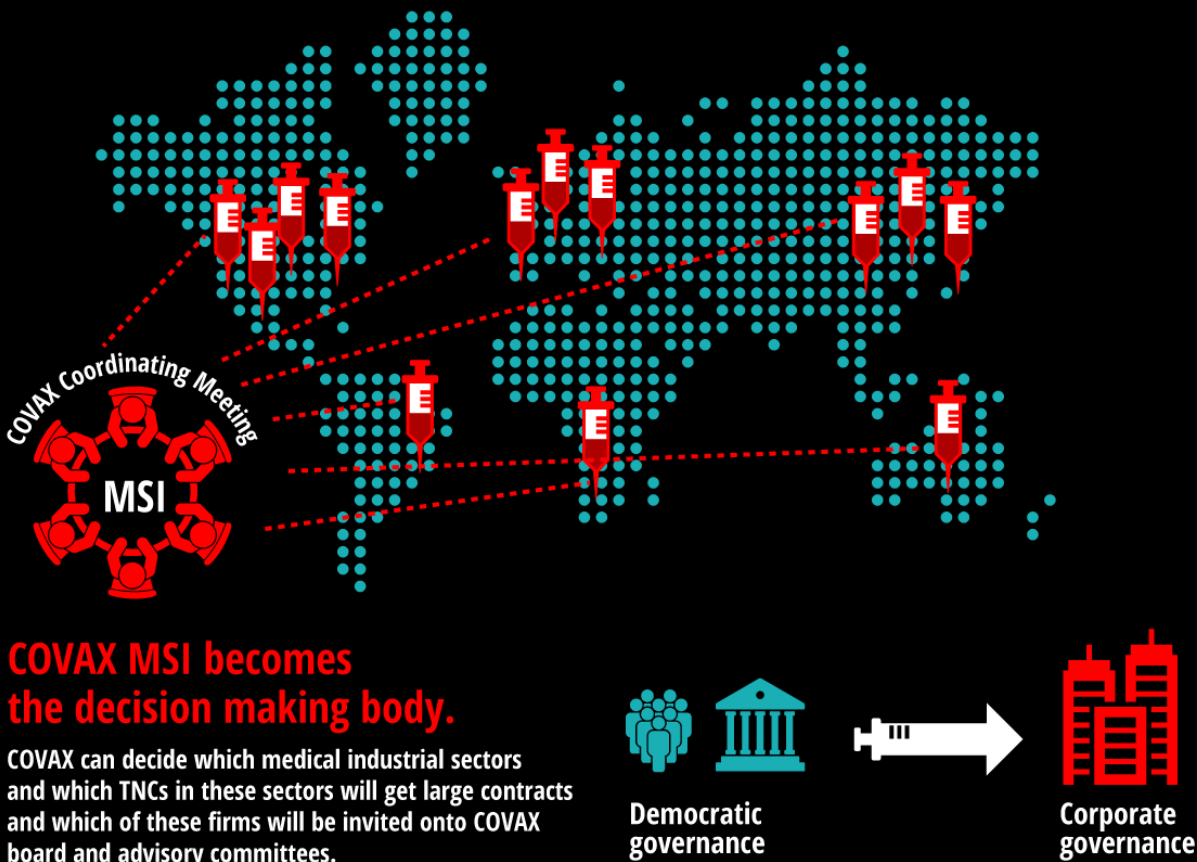 COVAX Coordinating Meeting
MSI
COVAX MSI becomes
the decision making body.
COVAX can decide which medical industrial sectors
and which TNCs in these sectors will get large contracts
and which of these firms will be invited onto COVAX
board and advisory committees.
Democratic
governance
Corporate
governance